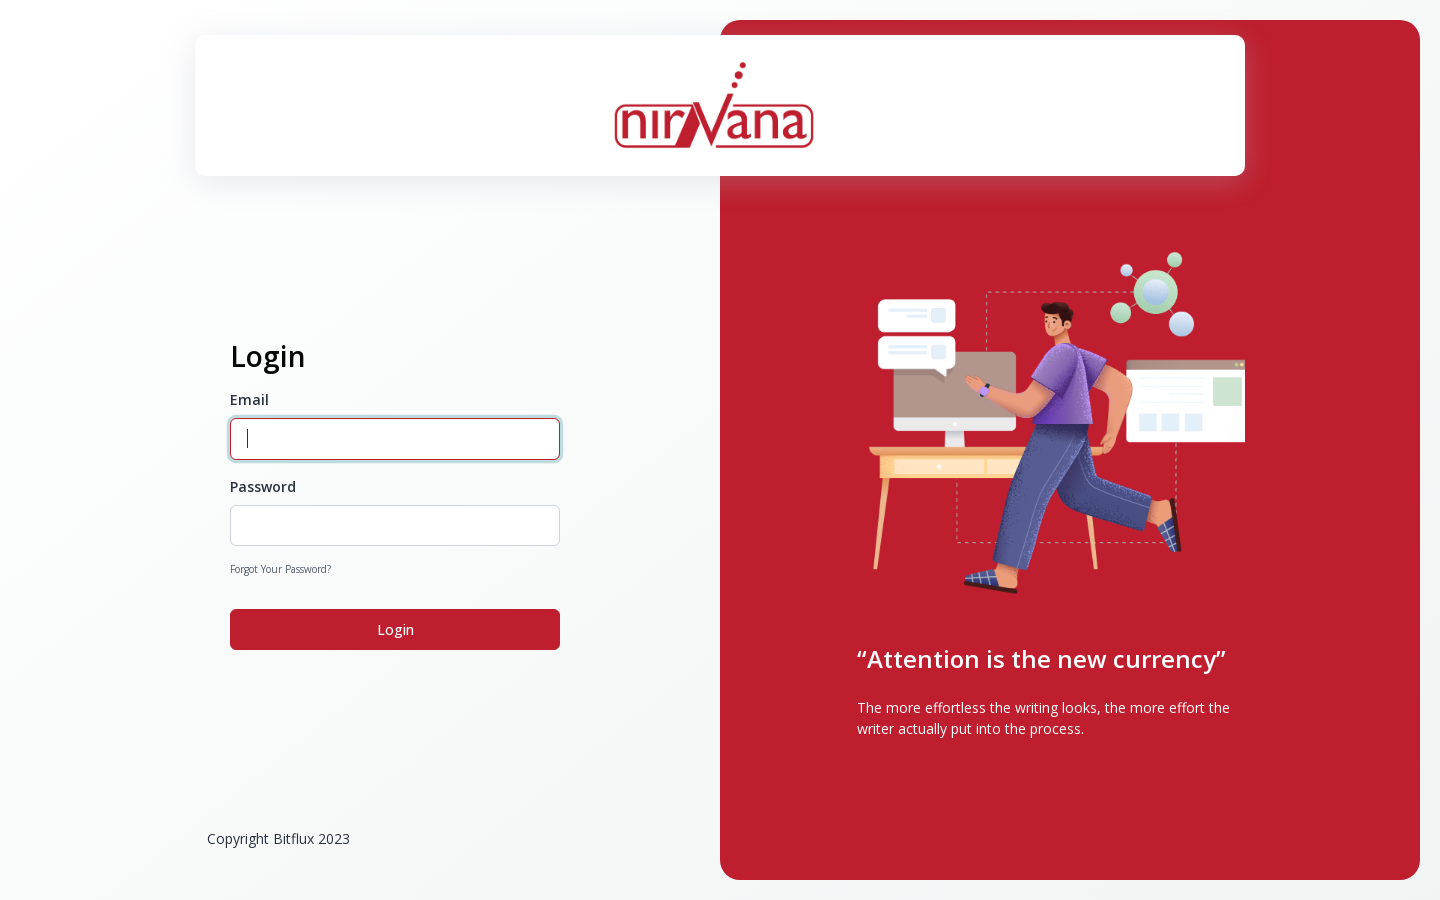 nirvana
Login
Email
Password
Forgot Your Password?
Login
“Attention is the new currency”
The more effortless the writing looks, the more effort the
writer actually put into the process.
Copyright Bitflux 2023